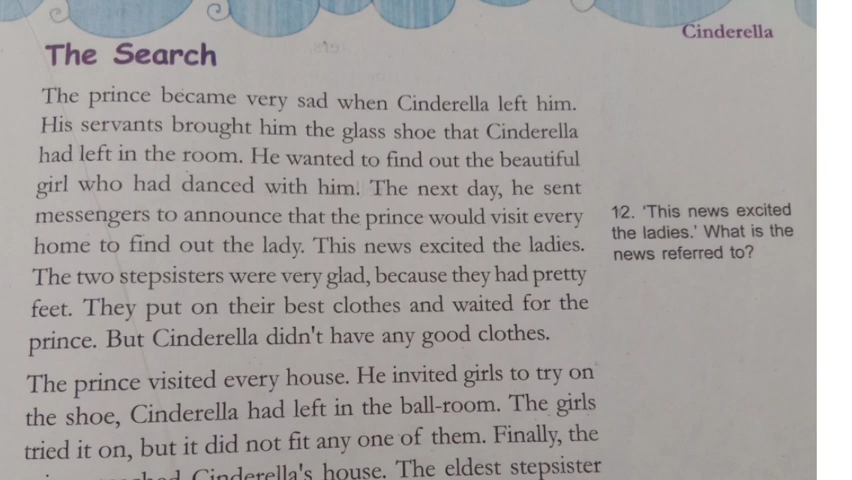 Cinderella
The Search
The prince became very sad when Cinderella left him.
His servants brought him the glass shoe that Cinderella
had left in the room. He wanted to find out the beautiful
girl who had danced with him. The next day, he sent
messengers to announce that the prince would visit every
home to find out the lady. This news excited the ladies.
The two stepsisters were very glad, because they had pretty
feet. They put on their best clothes and waited for the
prince. But Cinderella didn't have any good clothes.
The prince visited every house. He invited girls to try on
the shoe, Cinderella had left in the ball-room. The girls
tried it on, but it did not fit any one of them. Finally, the
Cinderella's house. The eldest stepsister
12. 'This news excited
the ladies.' What is the
news referred to?